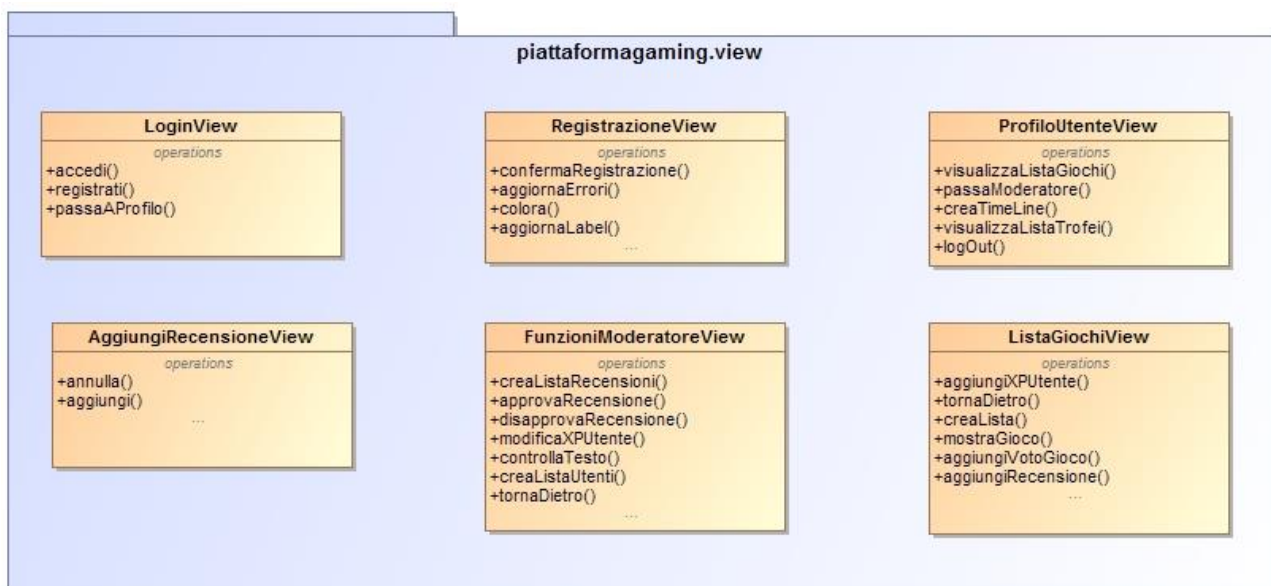 piattaformagaming.view
LoginView
operations
+accedi()
+registrati()
+passaAProfilo()
RegistrazioneView
operations
+confermaRegistrazione()
+aggiornaErrori()
+colora()
+aggiornaLabel()
...
ProfiloUtenteView
operations
+visualizzaListaGiochi()
+passaModeratore()
+creaTimeLine()
+visualizzaListaTrofei()
+logOut()
AggiungiRecensioneView
operations
+annulla()
+aggiungi()
...
FunzioniModeratoreView
operations
+creaListaRecensioni()
+approvaRecensione()
+disapprovaRecensione()
+modificaXPUtente()
+controllaTesto()
+creaListaUtenti()
+tornaDietro()
...
ListaGiochiView
operations
+aggiungiXPUtente()
+tornaDietro()
+creaLista()
+mostraGioco()
+aggiungiVotoGioco()
+aggiungiRecensione()
...